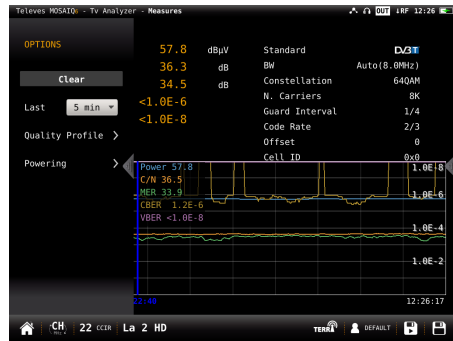 Televes MOSAIQ6 - Tv Analyzer - Measures
OUT ↓RF 12:26
OPTIONS
Clear
Last 5 min
Quality Profile
Powering
57.8 dBµV
36.3 dB
34.5 dB
<1.0E-6
<1.0E-8
Standard DVB T
BW Auto(8.0MHz)
Constellation 64QAM
N. Carriers 8K
Guard Interval 1/4
Code Rate 2/3
Offset 0
Cell ID 0x0
Power 57.8
C/N 36.5
MER 33.9
CBER 1.2E-6
VBER <1.0E-8
1.0E-8
1.0E-6
1.0E-4
1.0E-2
22:40
12:26:17
CH 22 CCIR La 2 HD
TERR DEFAULT